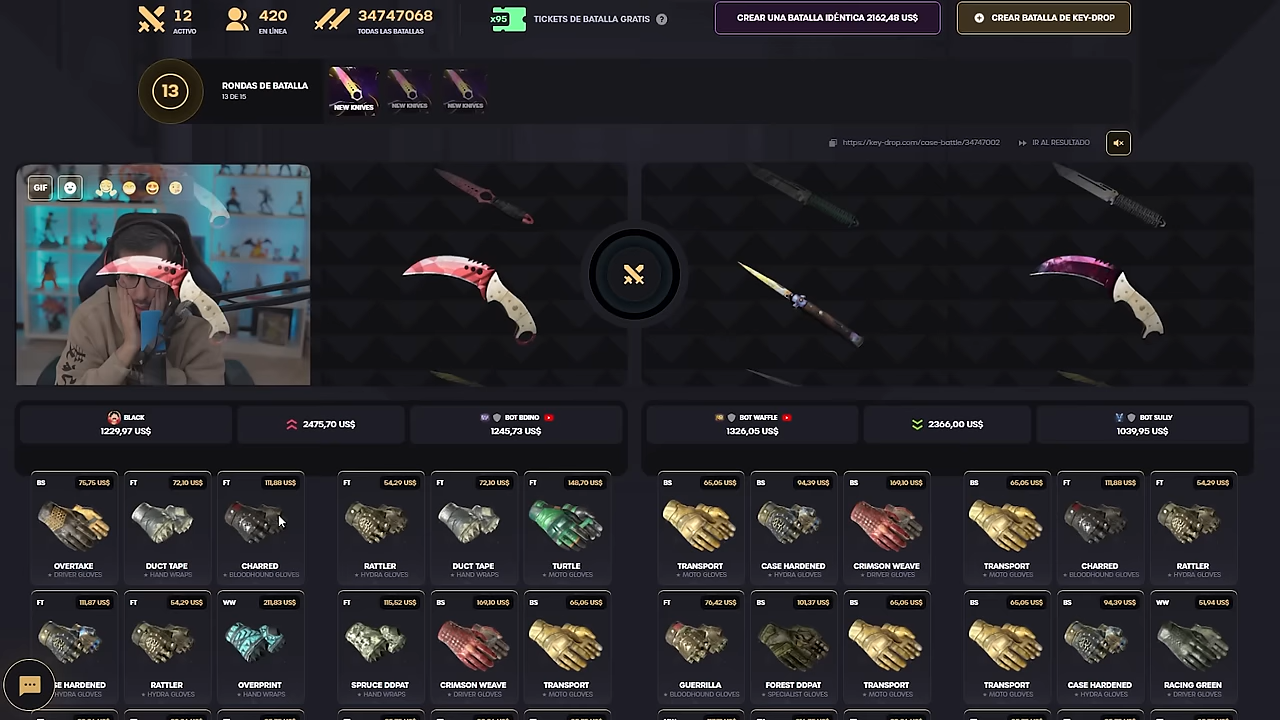 12
ACTIVO
420
EN LÍNEA
34747068
TODAS LAS BATALLAS
x95
TICKETS DE BATALLA GRATIS ?
CREAR UNA BATALLA IDÉNTICA 2162,48 US$
CREAR BATALLA DE KEY-DROP
13
RONDAS DE BATALLA
13 DE 15
NEW KNIVES
NEW KNIVES
NEW KNIVES
https://key-drop.com/case-battle/34747002
IR AL RESULTADO
GIF
BLACK
1229,97 US$
2475,70 US$
BOT BDINO
1245,73 US$
BOT WAFFLE
1326,05 US$
2366,00 US$
BOT SULLY
1039,95 US$
BS 75,75 US$
FT 72,10 US$
FT 111,88 US$
FT 54,29 US$
FT 72,10 US$
FT 148,70 US$
BS 65,05 US$
BS 94,39 US$
BS 169,10 US$
BS 65,05 US$
FT 111,88 US$
FT 54,29 US$
OVERTAKE
★ DRIVER GLOVES
DUCT TAPE
★ HAND WRAPS
CHARRED
★ BLOODHOUND GLOVES
RATTLER
★ HYDRA GLOVES
DUCT TAPE
★ HAND WRAPS
TURTLE
★ MOTO GLOVES
TRANSPORT
★ MOTO GLOVES
CASE HARDENED
★ HYDRA GLOVES
CRIMSON WEAVE
★ DRIVER GLOVES
TRANSPORT
★ MOTO GLOVES
CHARRED
★ BLOODHOUND GLOVES
RATTLER
★ HYDRA GLOVES
FT 111,87 US$
FT 54,29 US$
WW 211,83 US$
FT 115,52 US$
BS 169,10 US$
BS 65,05 US$
FT 76,42 US$
BS 101,37 US$
BS 65,05 US$
BS 65,05 US$
BS 94,39 US$
WW 51,94 US$
SE HARDENED
HYDRA GLOVES
RATTLER
★ HYDRA GLOVES
OVERPRINT
★ HAND WRAPS
SPRUCE DDPAT
★ HAND WRAPS
CRIMSON WEAVE
★ DRIVER GLOVES
TRANSPORT
★ MOTO GLOVES
GUERRILLA
★ BLOODHOUND GLOVES
FOREST DDPAT
★ SPECIALIST GLOVES
TRANSPORT
★ MOTO GLOVES
TRANSPORT
★ MOTO GLOVES
CASE HARDENED
★ HYDRA GLOVES
RACING GREEN
★ DRIVER GLOVES